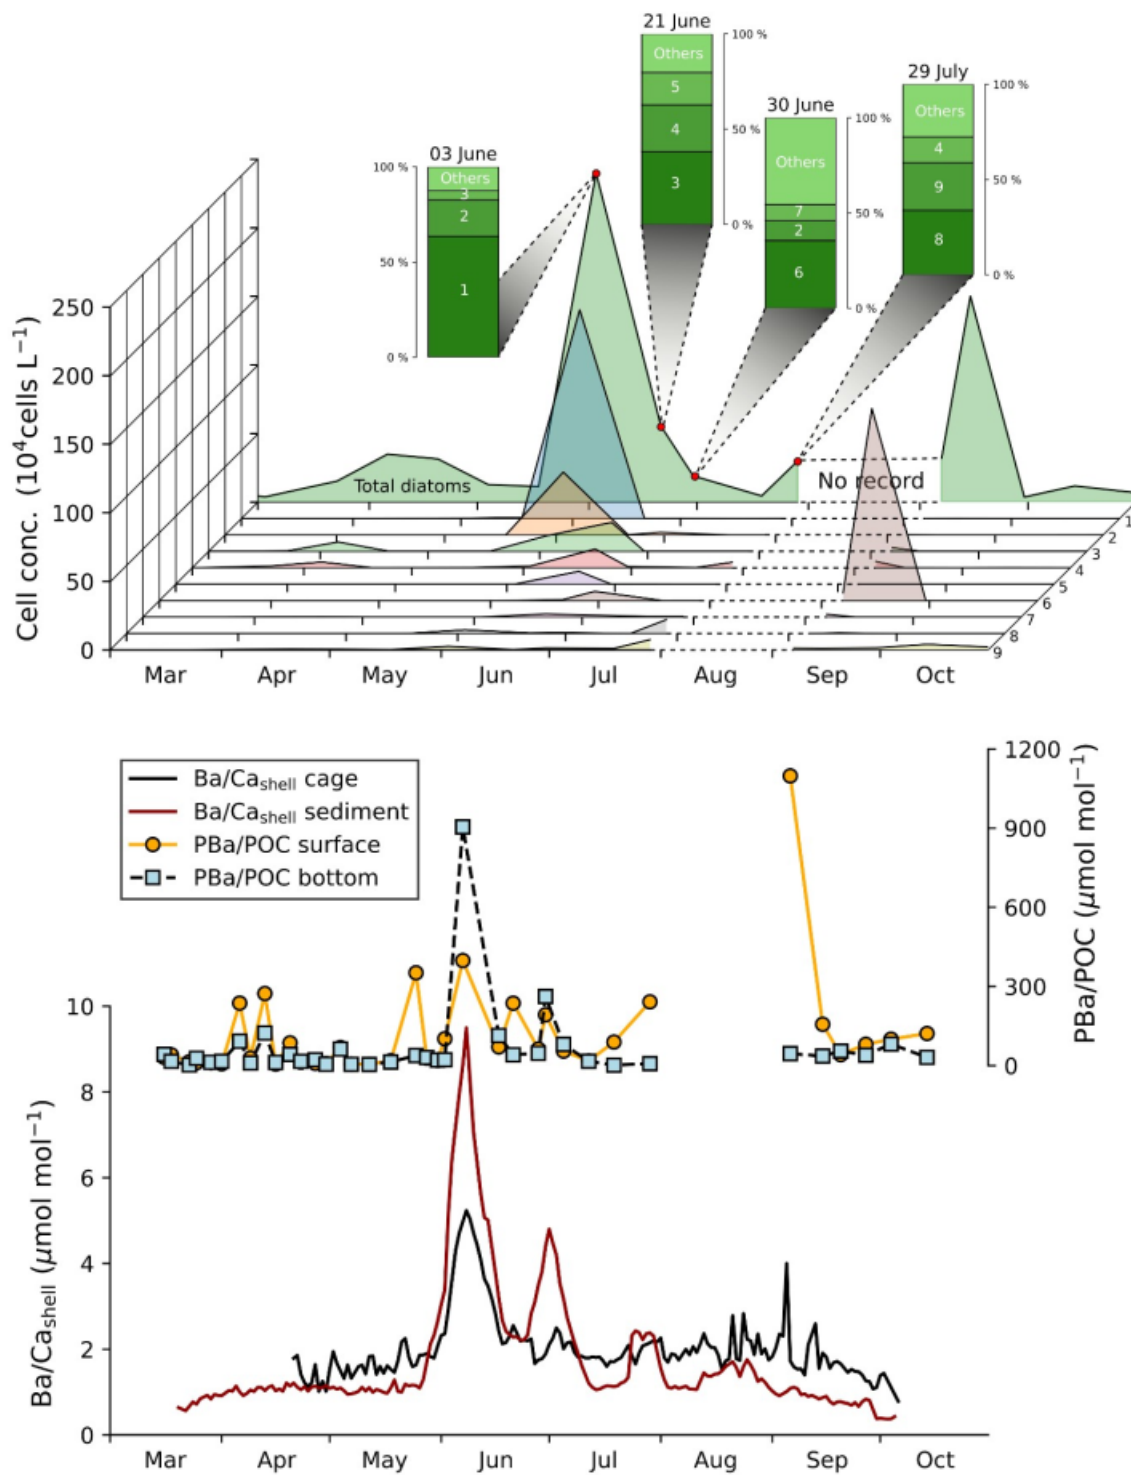 21 June
100 %
Others
5
4
50 %
3
0 %
29 July
100 %
Others
4
50 %
9
8
0 %
30 June
100 %
Others
7
50 %
2
6
0 %
03 June
100 %
Others
3
2
50 %
1
0 %
Cell conc. (10⁴cells L⁻¹)
250
200
150
100
50
0
Total diatoms
No record
1
2
3
4
5
6
7
8
9
Mar Apr May Jun Jul Aug Sep Oct
Ba/Ca_shell cage
Ba/Ca_shell sediment
PBa/POC surface
PBa/POC bottom
1200
900
600
300
0
PBa/POC (μmol mol⁻¹)
10
8
6
4
2
0
Ba/Ca_shell (μmol mol⁻¹)
Mar Apr May Jun Jul Aug Sep Oct